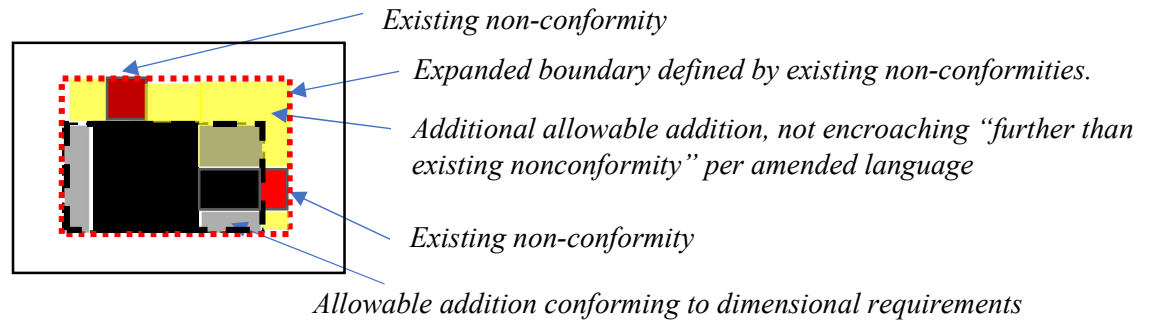 Existing non-conformity
Expanded boundary defined by existing non-conformities.
Additional allowable addition, not encroaching “further than
existing nonconformity” per amended language
Existing non-conformity
Allowable addition conforming to dimensional requirements